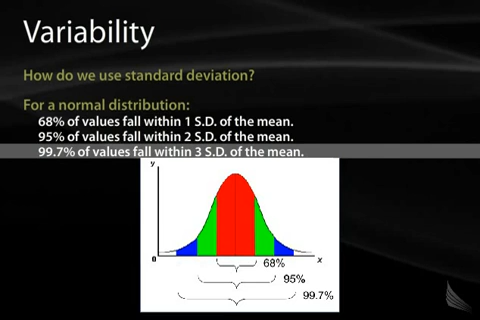 Variability
How do we use standard deviation?
For a normal distribution:
68% of values fall within 1 S.D. of the mean.
95% of values fall within 2 S.D. of the mean.
99.7% of values fall within 3 S.D. of the mean.
y
0
x
68%
95%
99.7%